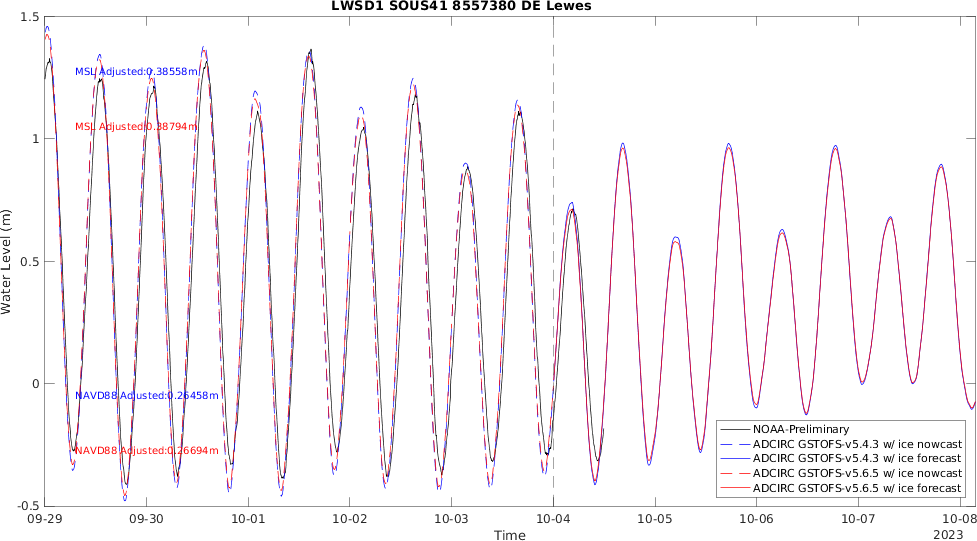 LWSD1 SOUS41 8557380 DE Lewes
1.5
1
0.5
0
-0.5
Water Level (m)
MSL Adjusted:0.38558m
MSL Adjusted:0.38794m
NAVD88 Adjusted:0.26458m
NAVD88 Adjusted:0.26694m
NOAA-Preliminary
ADCIRC GSTOFS-v5.4.3 w/ ice nowcast
ADCIRC GSTOFS-v5.4.3 w/ ice forecast
ADCIRC GSTOFS-v5.6.5 w/ ice nowcast
ADCIRC GSTOFS-v5.6.5 w/ ice forecast
09-29 09-30 10-01 10-02 10-03 10-04 10-05 10-06 10-07 10-08
Time
2023